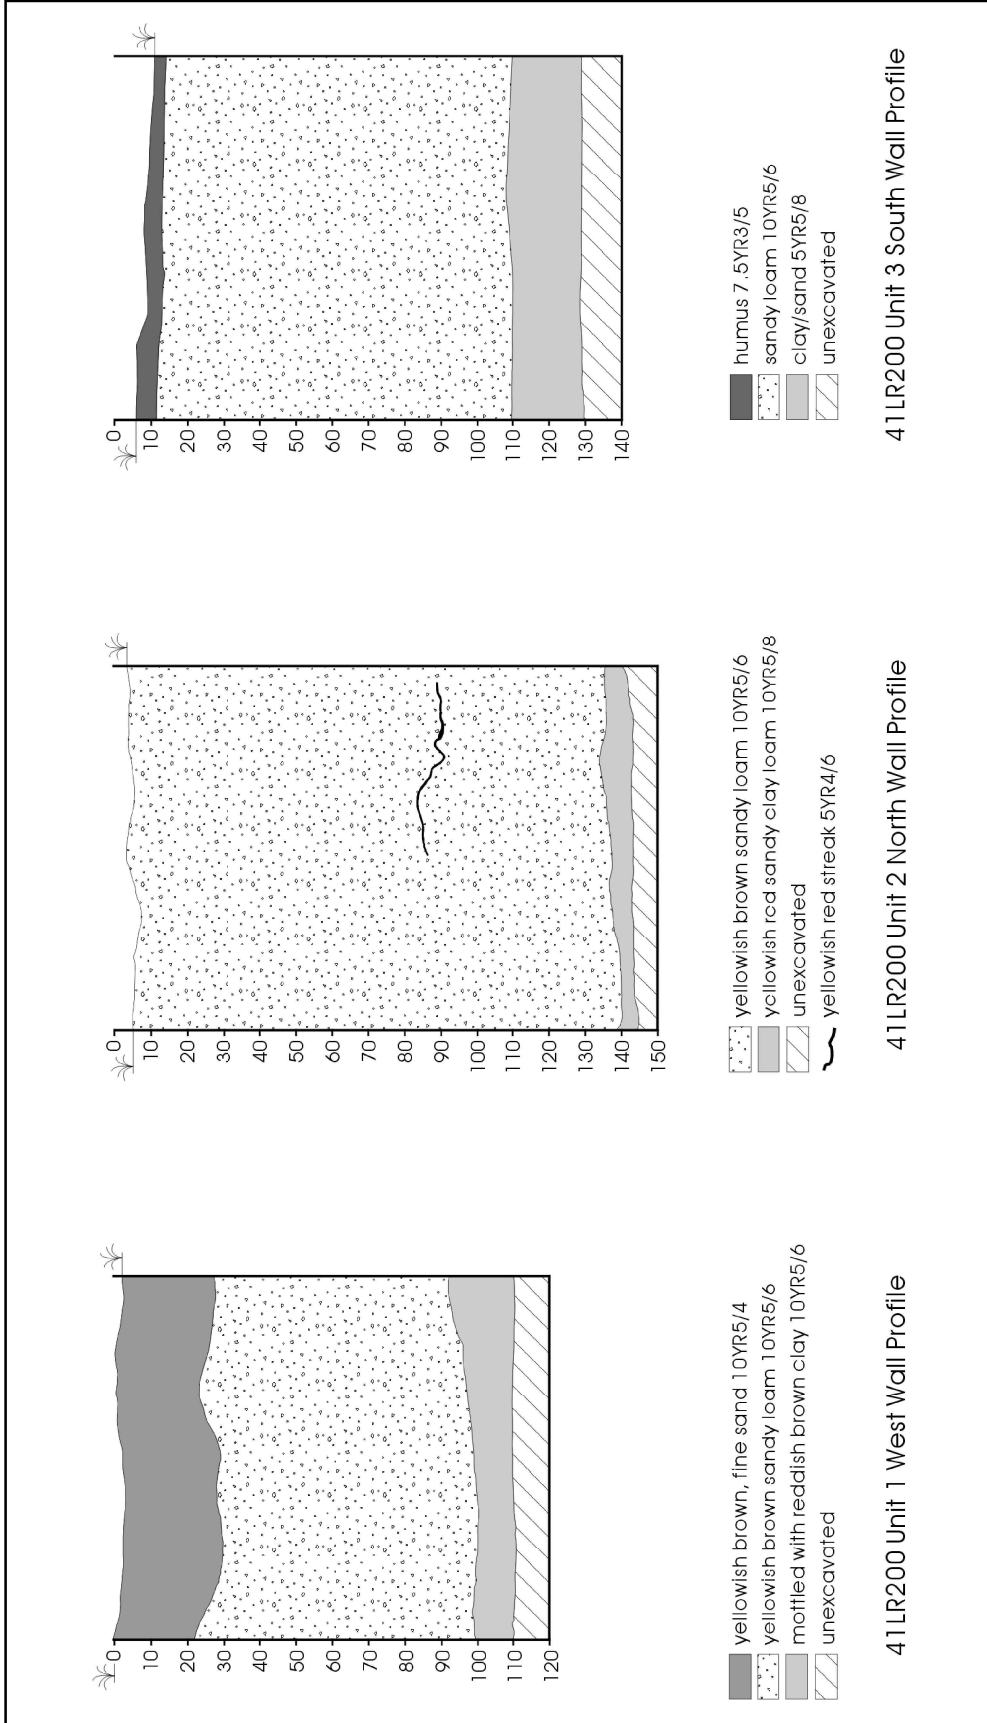 0
10
20
30
40
50
60
70
80
90
100
110
120
yellowish brown, fine sand 10YR5/4
yellowish brown sandy loam 10YR5/6
mottled with reddish brown clay 10YR5/6
unexcavated
41LR200 Unit 1 West Wall Profile
0
10
20
30
40
50
60
70
80
90
100
110
120
130
140
150
yellowish brown sandy loam 10YR5/6
yellowish red sandy clay loam 10YR5/8
unexcavated
yellowish red streak 5YR4/6
41LR200 Unit 2 North Wall Profile
0
10
20
30
40
50
60
70
80
90
100
110
120
130
140
humus 7.5YR3/5
sandy loam 10YR5/6
clay/sand 5YR5/8
unexcavated
41LR200 Unit 3 South Wall Profile